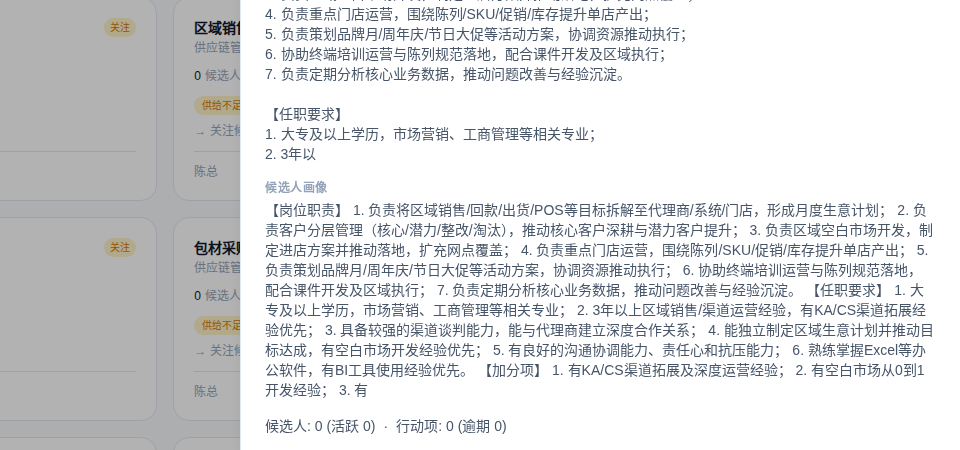 关注
区域销售
供应链管
0 候选人
供给不足
→ 关注候
陈总
关注
包材采购
供应链管
0 候选人
供给不足
→ 关注候
陈总
4. 负责重点门店运营，围绕陈列/SKU/促销/库存提升单店产出；
5. 负责策划品牌月/周年庆/节日大促等活动方案，协调资源推动执行；
6. 协助终端培训运营与陈列规范落地，配合课件开发及区域执行；
7. 负责定期分析核心业务数据，推动问题改善与经验沉淀。
【任职要求】
1. 大专及以上学历，市场营销、工商管理等相关专业；
2. 3年以
候选人画像
【岗位职责】 1. 负责将区域销售/回款/出货/POS等目标拆解至代理商/系统/门店，形成月度生意计划； 2. 负
责客户分层管理（核心/潜力/整改/淘汰），推动核心客户深耕与潜力客户提升； 3. 负责区域空白市场开发，制
定进店方案并推动落地，扩充网点覆盖； 4. 负责重点门店运营，围绕陈列/SKU/促销/库存提升单店产出； 5.
负责策划品牌月/周年庆/节日大促等活动方案，协调资源推动执行； 6. 协助终端培训运营与陈列规范落地，
配合课件开发及区域执行； 7. 负责定期分析核心业务数据，推动问题改善与经验沉淀。 【任职要求】 1. 大
专及以上学历，市场营销、工商管理等相关专业； 2. 3年以上区域销售/渠道运营经验，有KA/CS渠道拓展经
验优先； 3. 具备较强的渠道谈判能力，能与代理商建立深度合作关系； 4. 能独立制定区域生意计划并推动目
标达成，有空白市场开发经验优先； 5. 有良好的沟通协调能力、责任心和抗压能力； 6. 熟练掌握Excel等办
公软件，有BI工具使用经验优先。 【加分项】 1. 有KA/CS渠道拓展及深度运营经验； 2. 有空白市场从0到1
开发经验； 3. 有
候选人: 0 (活跃 0) · 行动项: 0 (逾期 0)